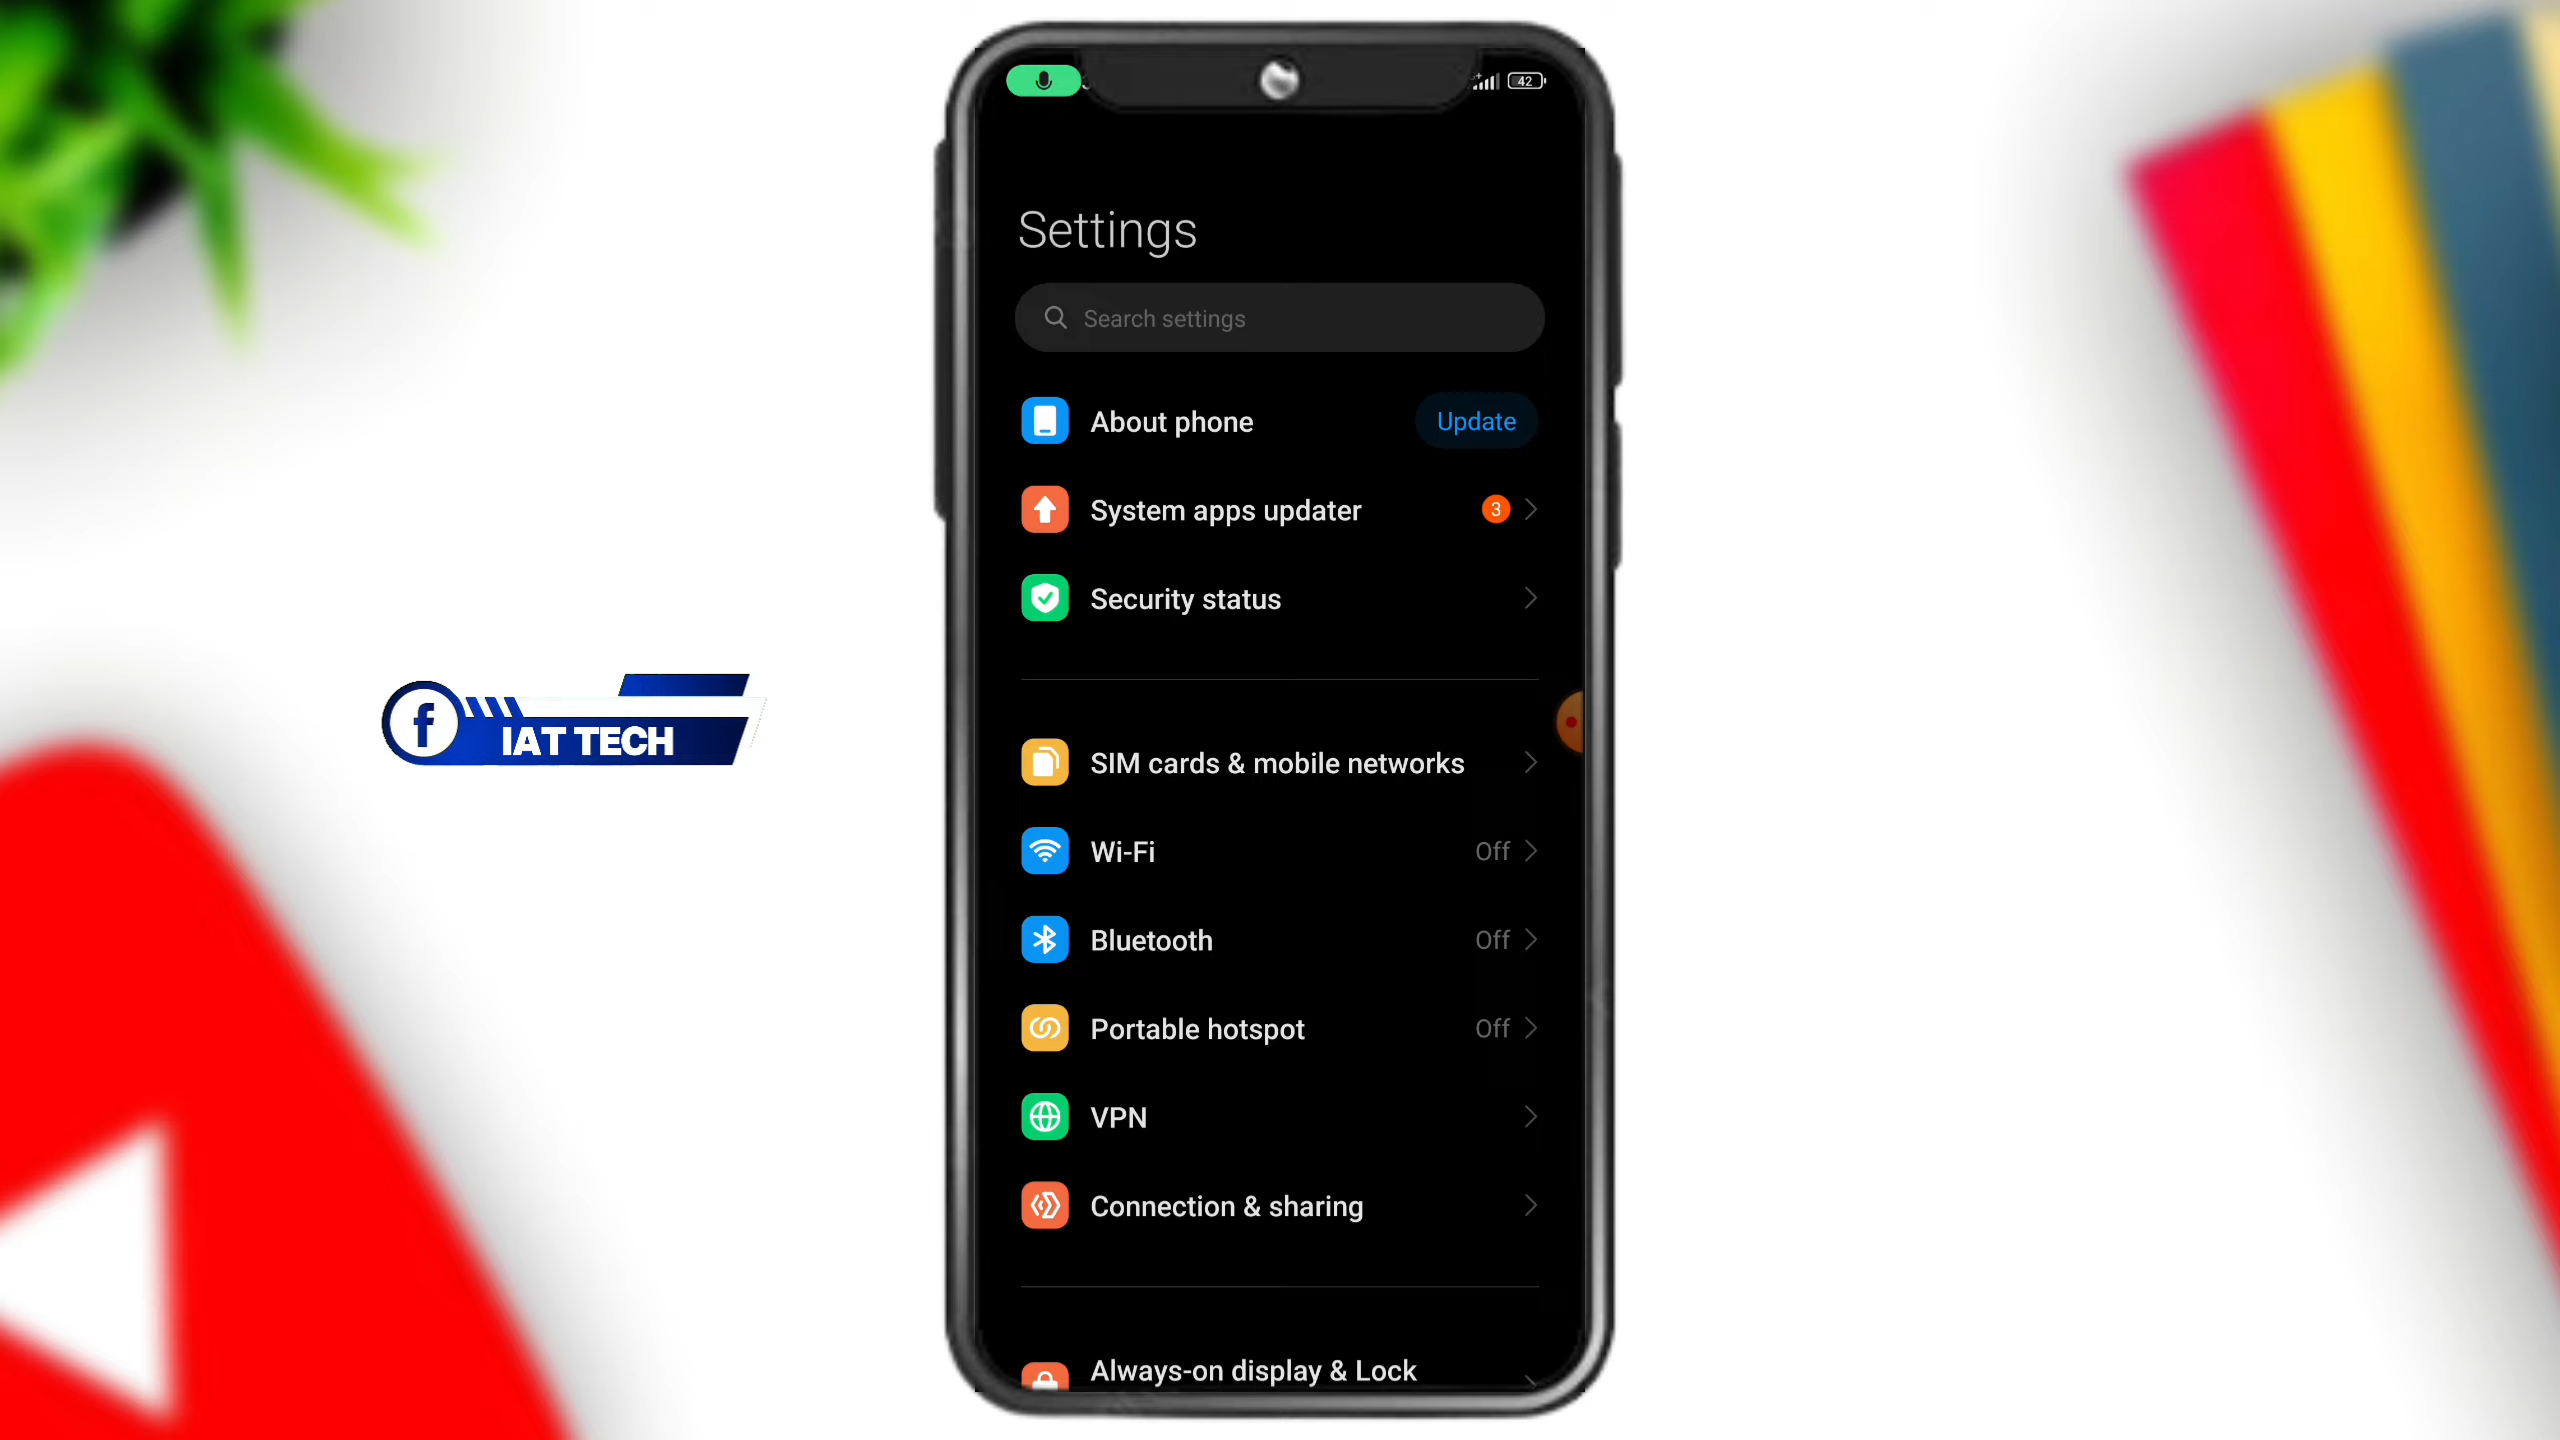 42
Settings
Search settings
About phone
Update
System apps updater
3
Security status
f
IAT TECH
SIM cards & mobile networks
Wi-Fi
Off
Bluetooth
Off
Portable hotspot
Off
VPN
Connection & sharing
Always-on display & Lock